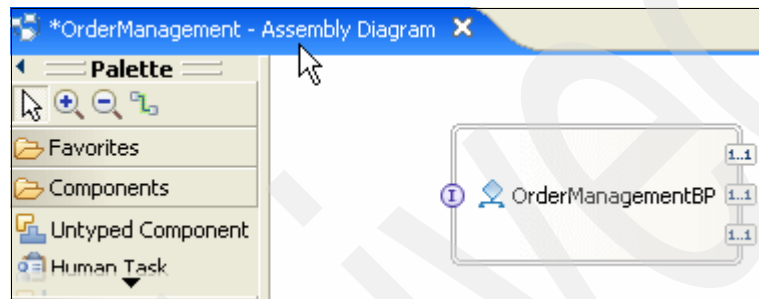 *OrderManagement - Assembly Diagram
Palette
Favorites
Components
Untyped Component
Human Task
I
OrderManagementBP
1..1
1..1
1..1